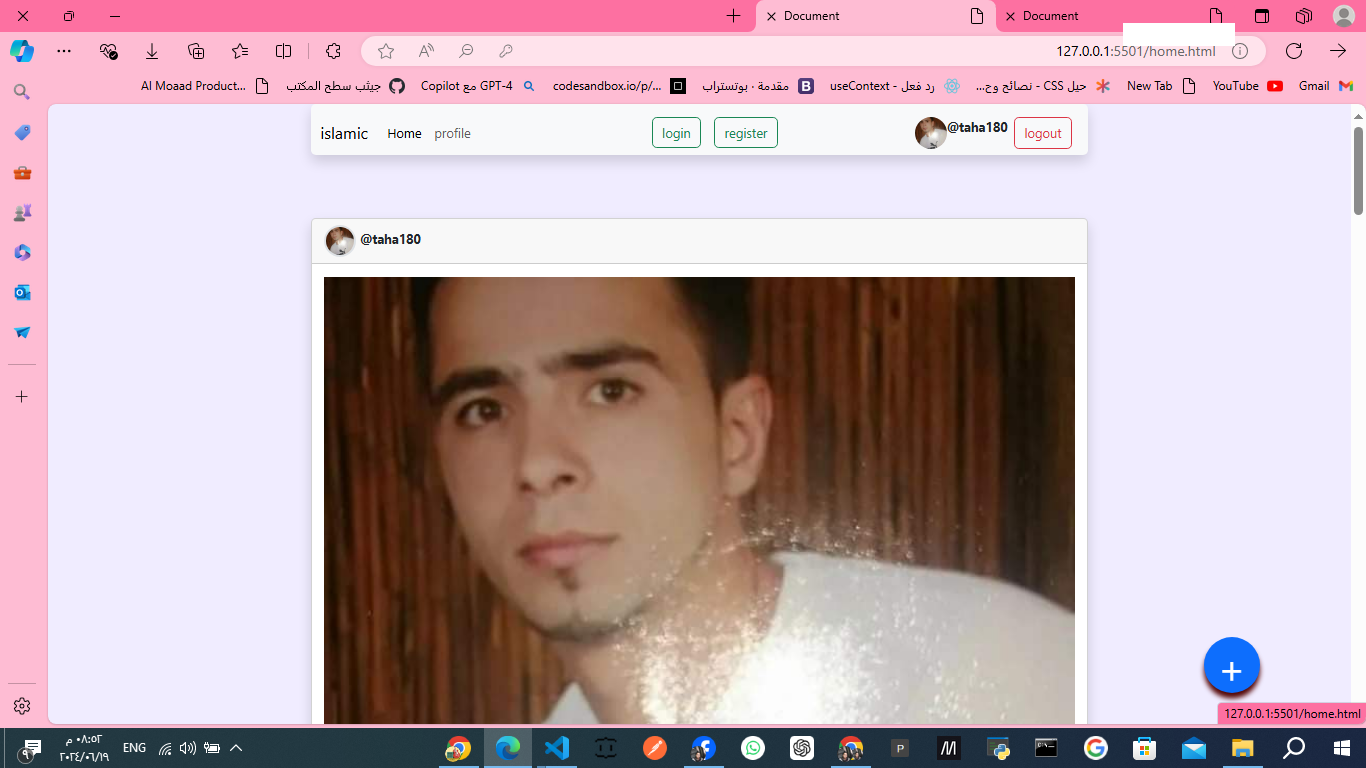 Document
Document
127.0.0.1:5501/home.html
Gmail
YouTube
New Tab
حيل CSS - نصائح وح...
رد فعل - useContext
مقدمة · بوتستراب
codesandbox.io/p/...
Copilot مع GPT-4
جيثب سطح المكتب
Al Moaad Product...
islamic
Home
profile
login
register
@taha180
logout
@taha180
127.0.0.1:5501/home.html
٠٨:٥٢ م
٢٠٢٤/٠٦/١٩
ENG